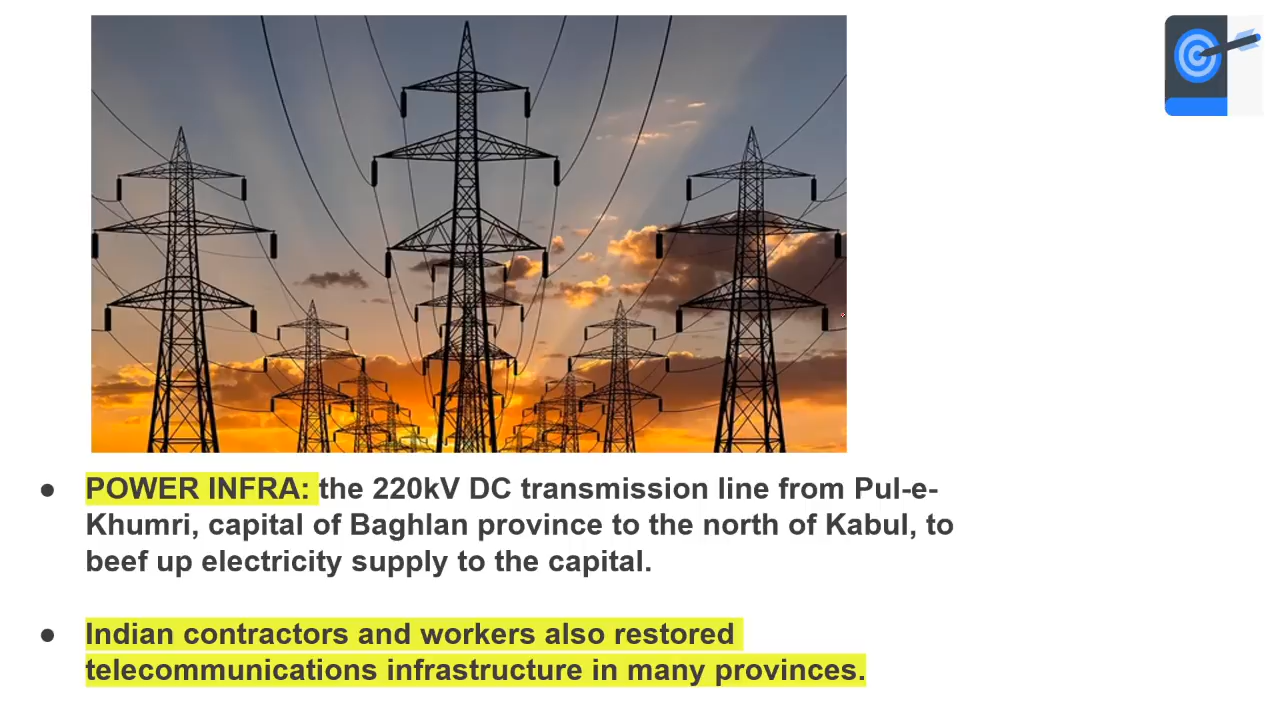 ● POWER INFRA: the 220kV DC transmission line from Pul-e-
Khumri, capital of Baghlan province to the north of Kabul, to
beef up electricity supply to the capital.
● Indian contractors and workers also restored
telecommunications infrastructure in many provinces.